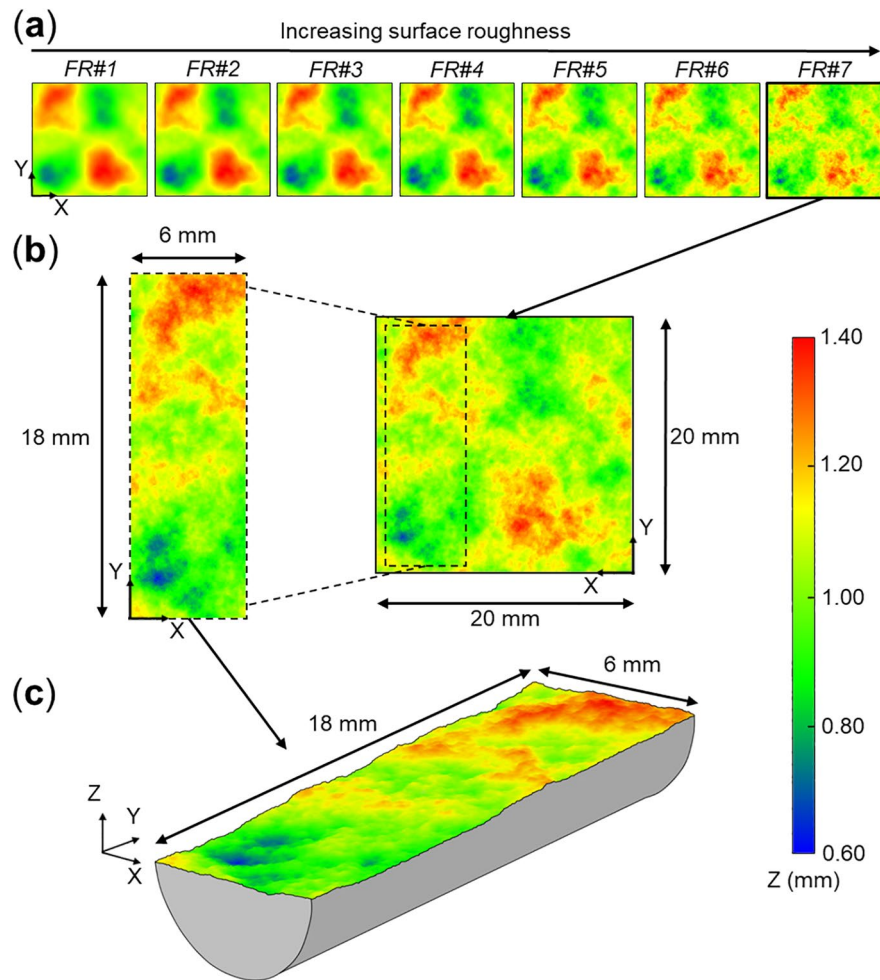 (a)
Increasing surface roughness
FR#1 FR#2 FR#3 FR#4 FR#5 FR#6 FR#7
Y
X
(b)
6 mm
18 mm
Y
X
20 mm
Y
X
20 mm
1.40
1.20
1.00
0.80
0.60
Z (mm)
(c)
18 mm
6 mm
Z
Y
X